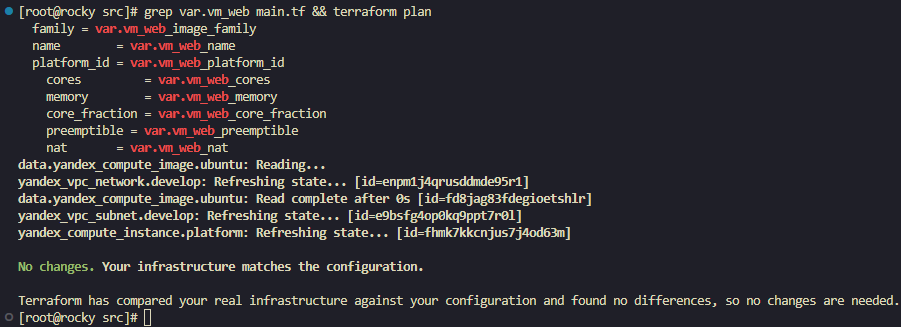 [root@rocky src]# grep var.vm_web main.tf && terraform plan
  family = var.vm_web_image_family
  name        = var.vm_web_name
  platform_id = var.vm_web_platform_id
    cores         = var.vm_web_cores
    memory        = var.vm_web_memory
    core_fraction = var.vm_web_core_fraction
    preemptible = var.vm_web_preemptible
    nat       = var.vm_web_nat
data.yandex_compute_image.ubuntu: Reading...
yandex_vpc_network.develop: Refreshing state... [id=enpm1j4qrusddmde95r1]
data.yandex_compute_image.ubuntu: Read complete after 0s [id=fd8jag83fdegioetshlr]
yandex_vpc_subnet.develop: Refreshing state... [id=e9bsfg4op0kq9ppt7r0l]
yandex_compute_instance.platform: Refreshing state... [id=fhmk7kkcnjus7j4od63m]
No changes. Your infrastructure matches the configuration.
Terraform has compared your real infrastructure against your configuration and found no differences, so no changes are needed.
[root@rocky src]#